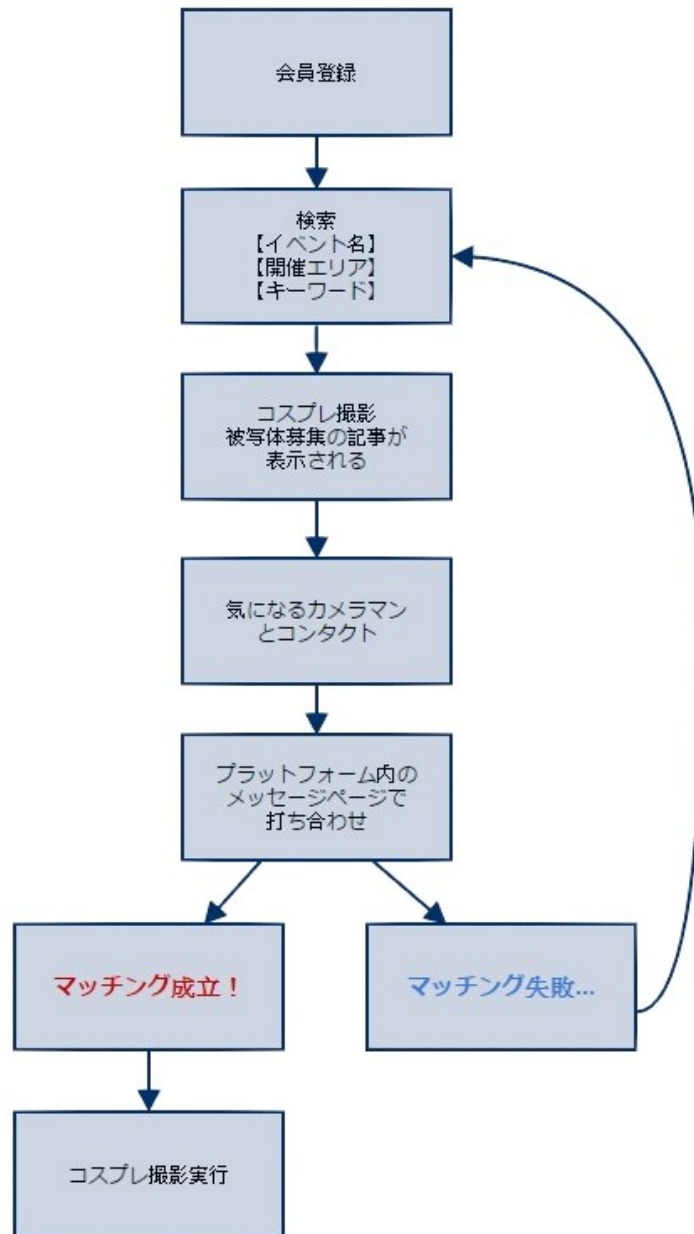 会員登録
検索
【イベント名】
【開催エリア】
【キーワード】
コスプレ撮影
被写体募集の記事が
表示される
気になるカメラマン
とコンタクト
プラットフォーム内の
メッセージページで
打ち合わせ
マッチング成立！
マッチング失敗...
コスプレ撮影実行